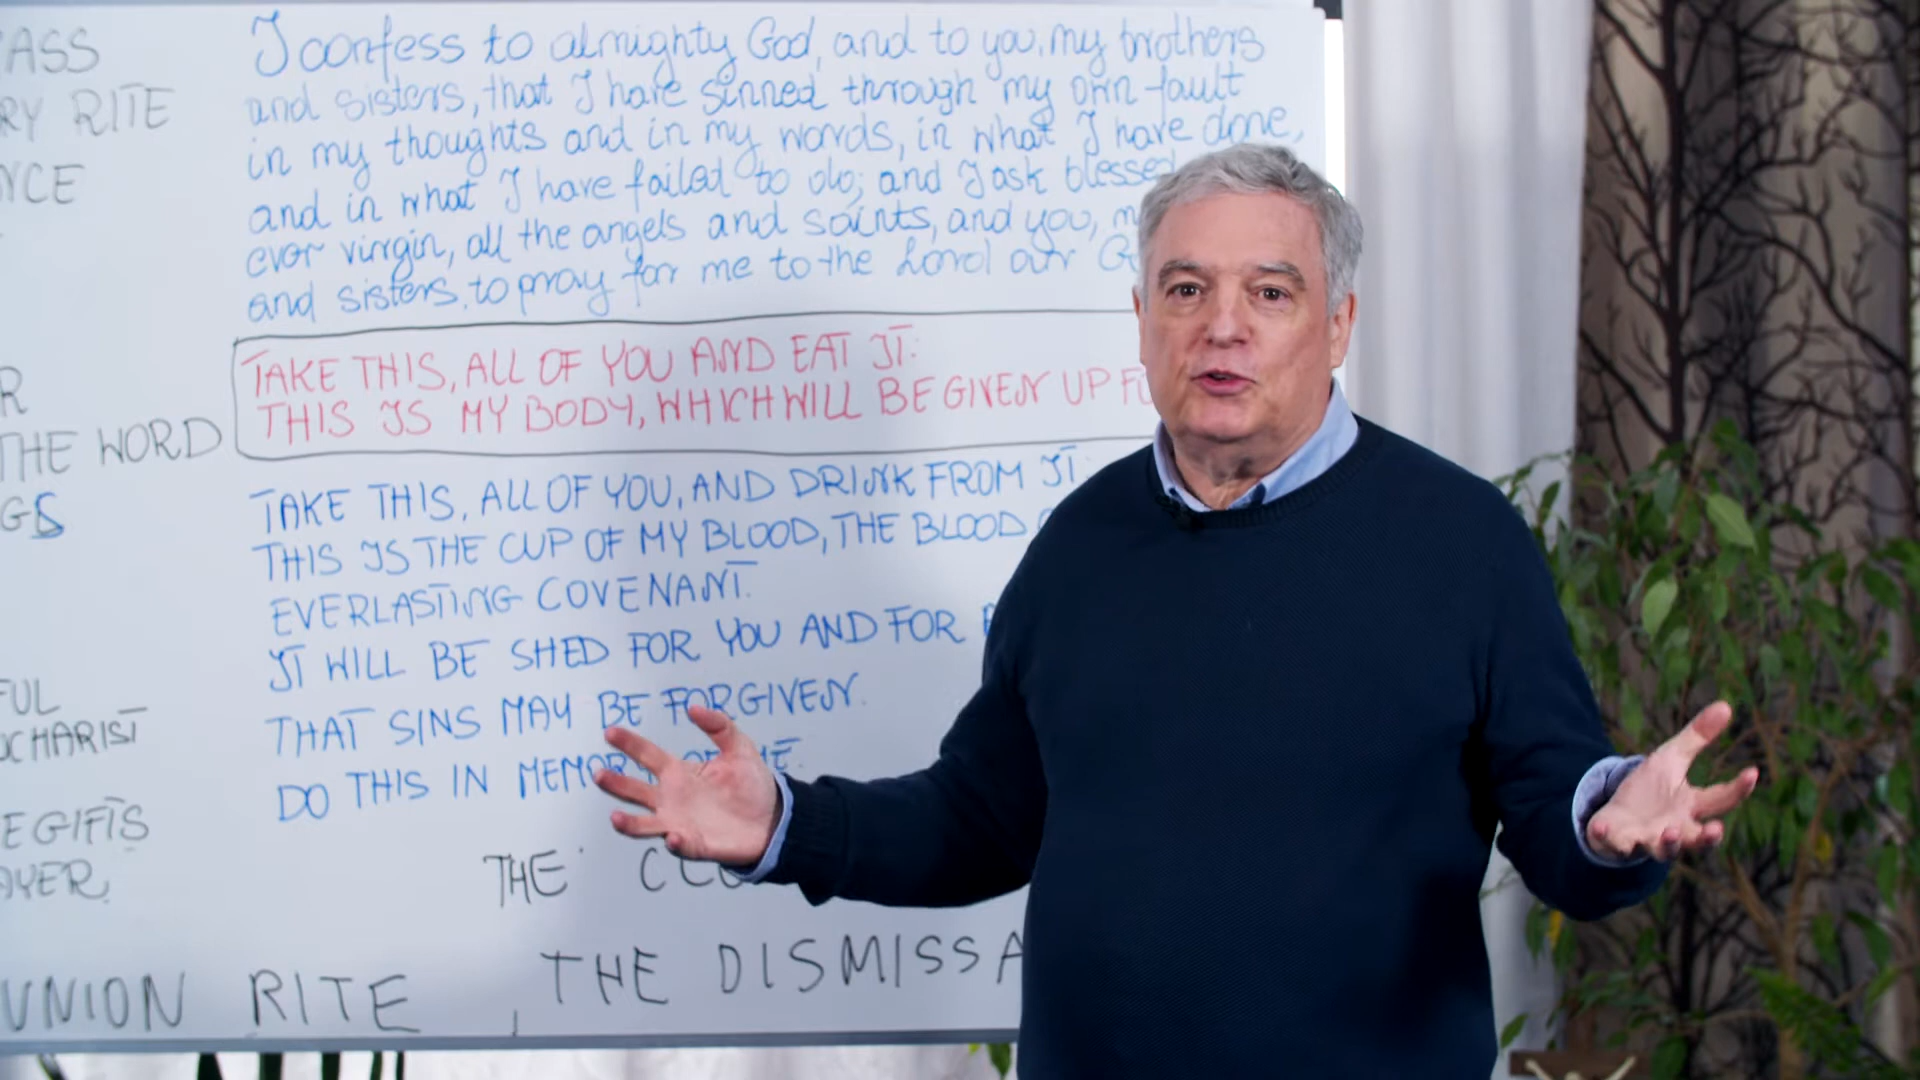 ASS
RY RITE
NCE
R
THE WORD
GS
FUL
UCHARIST
E GIFTS
AYER,
I confess to almighty God, and to you, my brothers
and sisters, that I have sinned through my own fault
in my thoughts and in my words, in what I have done,
and in what I have failed to do; and I ask blessed
ever virgin, all the angels and saints, and you, m
and sisters, to pray for me to the Lord our G
TAKE THIS, ALL OF YOU AND EAT IT:
THIS IS MY BODY, WHICH WILL BE GIVEN UP FO
TAKE THIS, ALL OF YOU, AND DRINK FROM IT:
THIS IS THE CUP OF MY BLOOD, THE BLOOD
EVERLASTING COVENANT.
IT WILL BE SHED FOR YOU AND FOR
THAT SINS MAY BE FORGIVEN.
DO THIS IN MEMORY OF ME.
THE
UNION RITE , THE DISMISSA